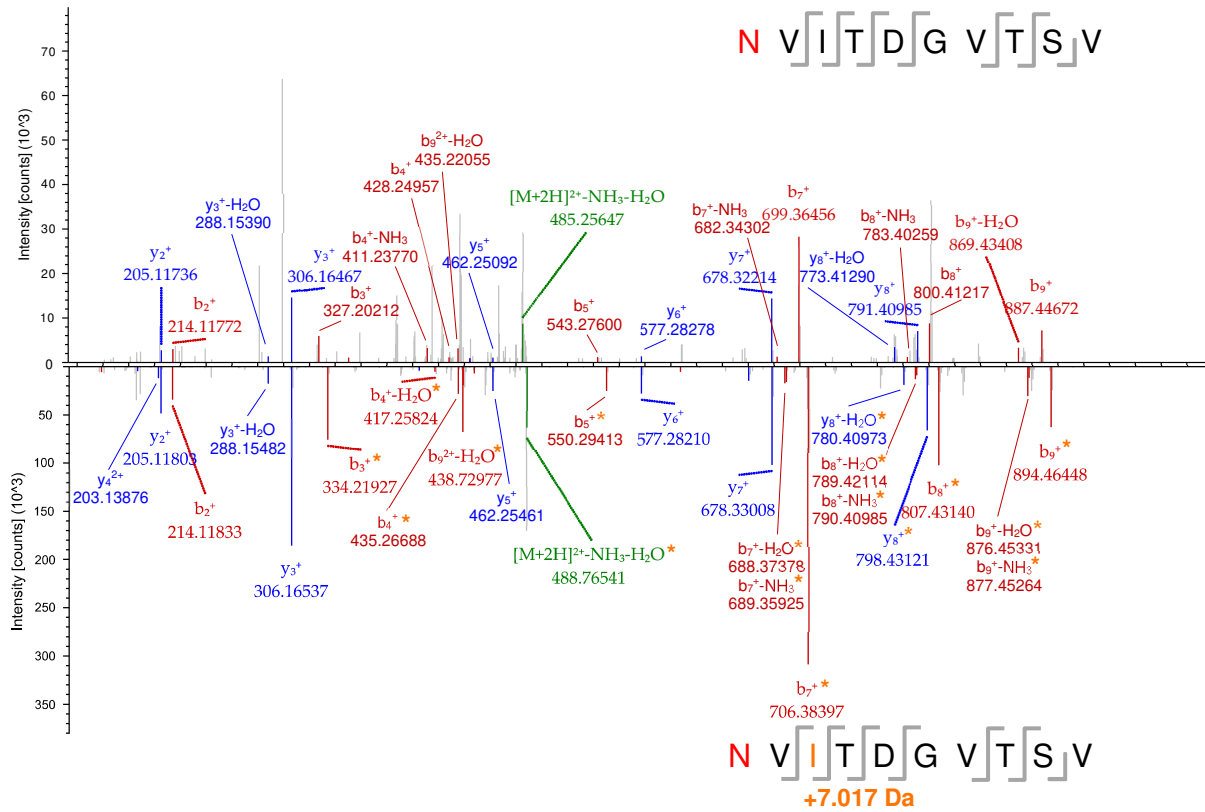 N V I T D G V T S V
Intensity [counts] (10^3)
70
60
50
40
30
20
10
0
b₉²⁺-H₂O
435.22055
b₄⁺
428.24957
[M+2H]²⁺-NH₃-H₂O
485.25647
b₇⁺
699.36456
b₇⁺-NH₃
682.34302
b₈⁺-NH₃
783.40259
b₉⁺-H₂O
869.43408
y₃⁺-H₂O
288.15390
y₂⁺
205.11736
y₃⁺
306.16467
b₄⁺-NH₃
411.23770
y₅⁺
462.25092
y₇⁺
678.32214
y₈⁺-H₂O
773.41290
b₈⁺
800.41217
b₉⁺
887.44672
y₈⁺
791.40985
b₂⁺
214.11772
b₃⁺
327.20212
b₅⁺
543.27600
y₆⁺
577.28278
Intensity [counts] (10^3)
50
100
150
200
250
300
350
b₄⁺-H₂O*
417.25824
b₅⁺*
550.29413
y₆⁺
577.28210
y₈⁺-H₂O*
780.40973
y₂⁺
205.11803
y₃⁺-H₂O
288.15482
b₃⁺*
334.21927
b₉²⁺-H₂O*
438.72977
b₉⁺*
894.46448
y₄²⁺
203.13876
b₂⁺
214.11833
b₄⁺*
435.26688
y₅⁺
462.25461
y₇⁺
678.33008
b₈⁺-H₂O*
789.42114
b₈⁺-NH₃*
790.40985
b₈⁺*
807.43140
y₃⁺
306.16537
[M+2H]²⁺-NH₃-H₂O*
488.76541
b₇⁺-H₂O*
688.37378
b₇⁺-NH₃*
689.35925
y₈⁺*
798.43121
b₉⁺-H₂O*
876.45331
b₉⁺-NH₃*
877.45264
b₇⁺*
706.38397
N V I T D G V T S V
+7.017 Da